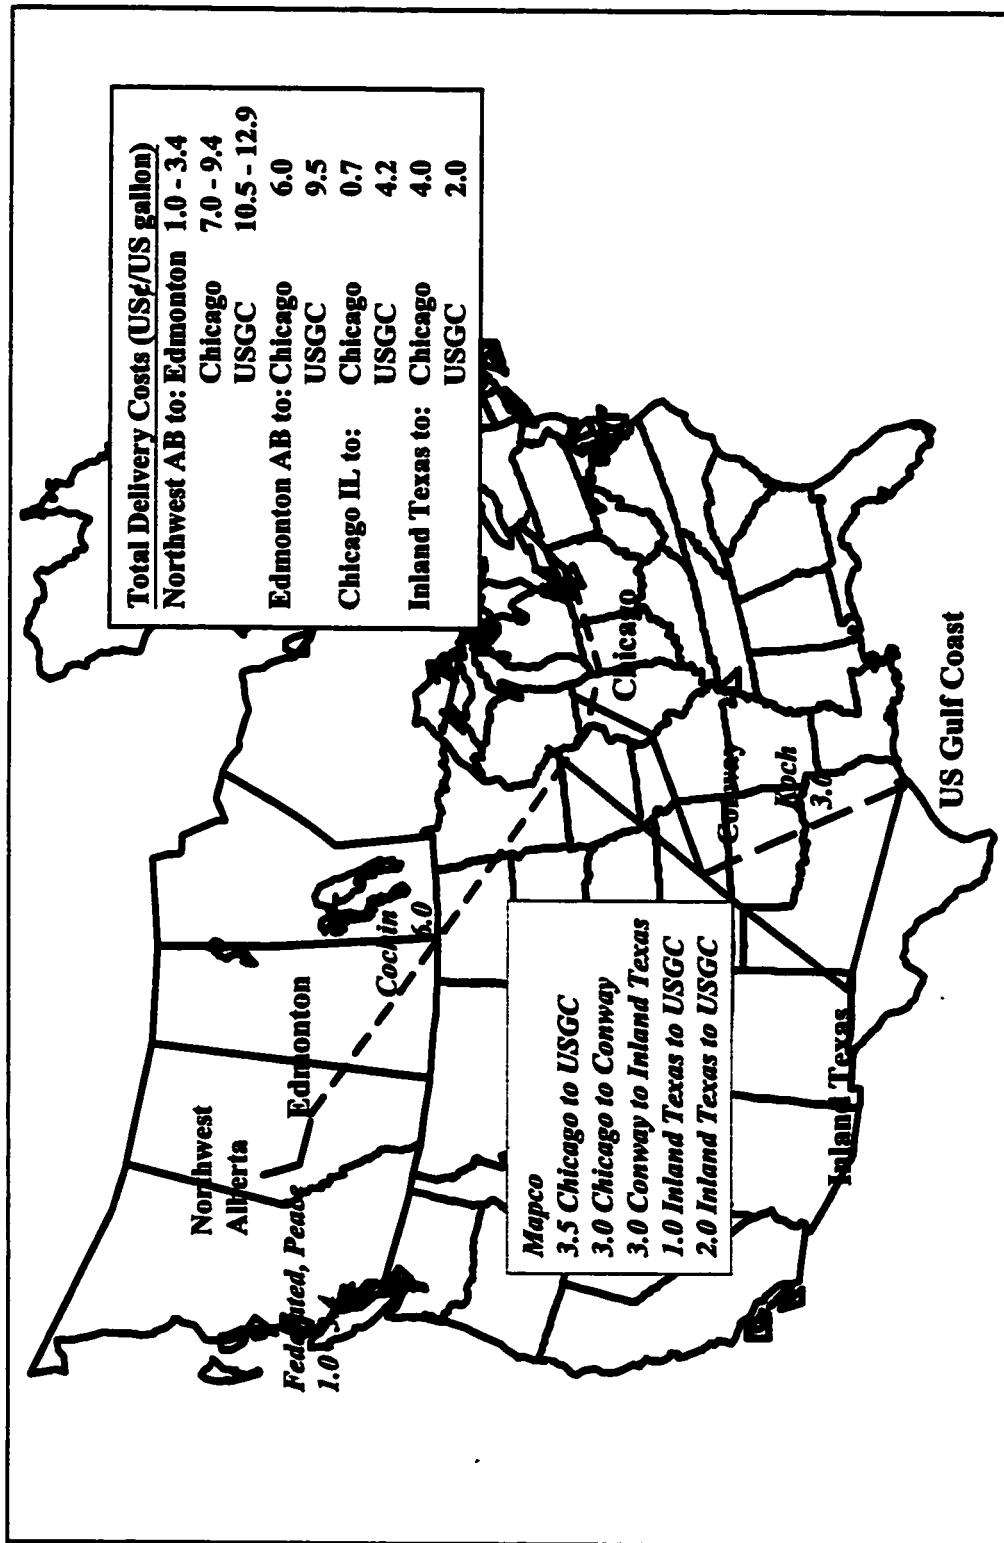 Total Delivery Costs (US¢/US gallon)
Northwest AB to: Edmonton 1.0 - 3.4
Chicago 7.0 - 9.4
USGC 10.5 - 12.9
Edmonton AB to: Chicago 6.0
USGC 9.5
Chicago IL to: Chicago 0.7
USGC 4.2
Inland Texas to: Chicago 4.0
USGC 2.0
Northwest
Alberta
Edmonton
Federated, Peace
1.0 - 3.4
Cochin
6.0
Chicago
Mapco
3.5 Chicago to USGC
3.0 Chicago to Conway
3.0 Conway to Inland Texas
1.0 Inland Texas to USGC
2.0 Inland Texas to USGC
Conway
Koch
3.0
Inland Texas
US Gulf Coast